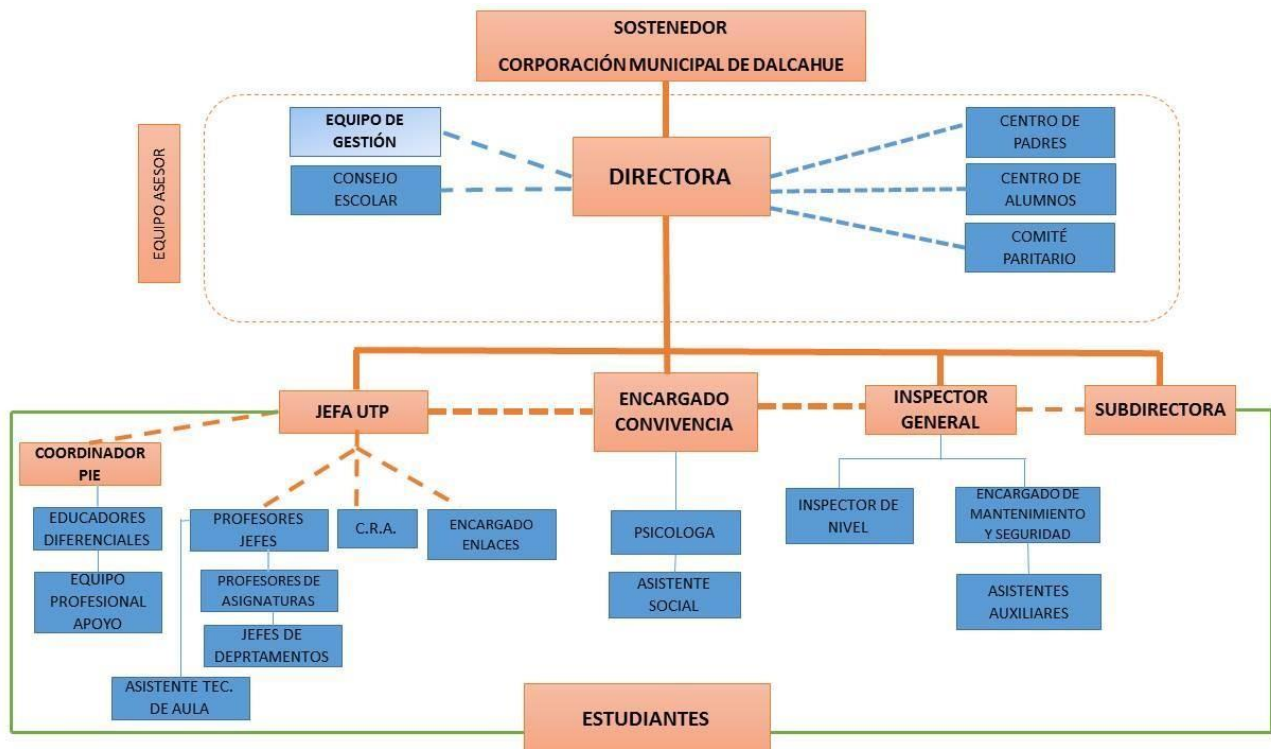 SOSTENEDOR
CORPORACIÓN MUNICIPAL DE DALCAHUE
EQUIPO ASESOR
EQUIPO DE
GESTIÓN
CONSEJO
ESCOLAR
DIRECTORA
CENTRO DE
PADRES
CENTRO DE
ALUMNOS
COMITÉ
PARITARIO
JEFA UTP
ENCARGADO
CONVIVENCIA
INSPECTOR
GENERAL
SUBDIRECTORA
COORDINADOR
PIE
EDUCADORES
DIFERENCIALES
EQUIPO
PROFESIONAL
APOYO
PROFESORES
JEFES
C.R.A.
ENCARGADO
ENLACES
PROFESORES DE
ASIGNATURAS
JEFES DE
DEPRTAMENTOS
ASISTENTE TEC.
DE AULA
PSICOLOGA
ASISTENTE
SOCIAL
INSPECTOR DE
NIVEL
ENCARGADO DE
MANTENIMIENTO
Y SEGURIDAD
ASISTENTES
AUXILIARES
ESTUDIANTES